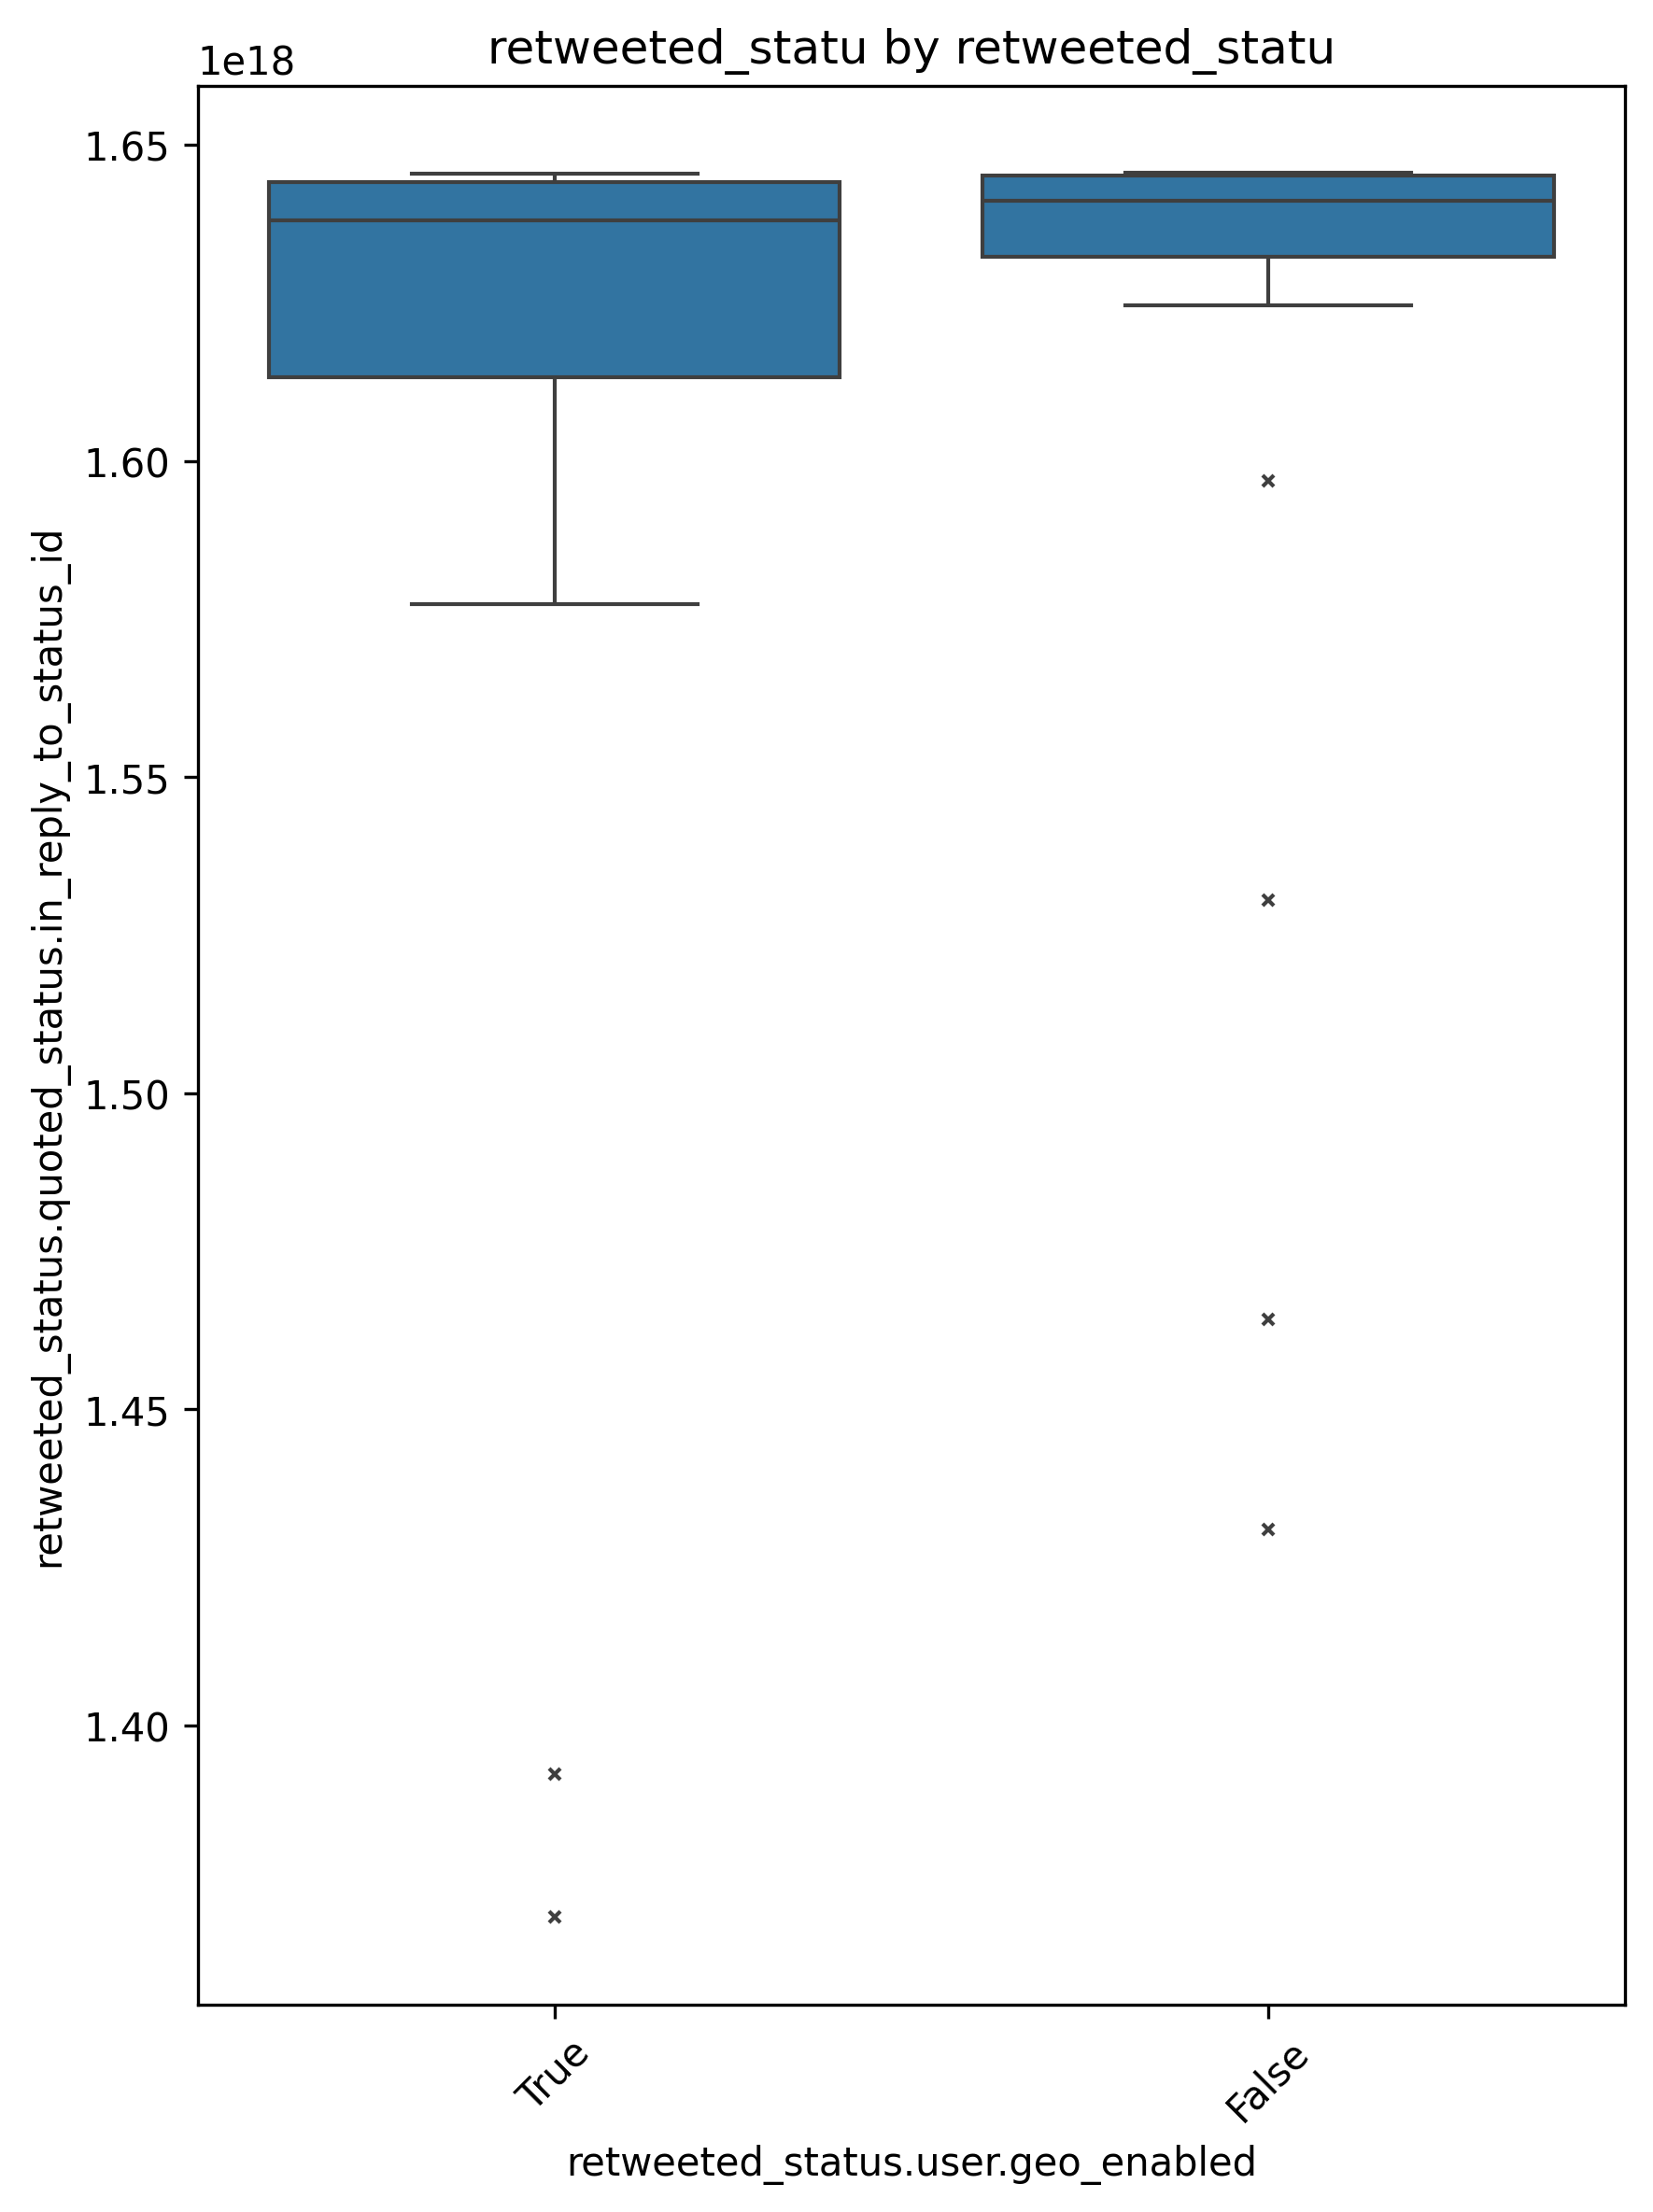 retweeted_statu by retweeted_statu
1e18
1.65
1.60
1.55
1.50
1.45
1.40
retweeted_status.quoted_status.in_reply_to_status_id
True
False
retweeted_status.user.geo_enabled